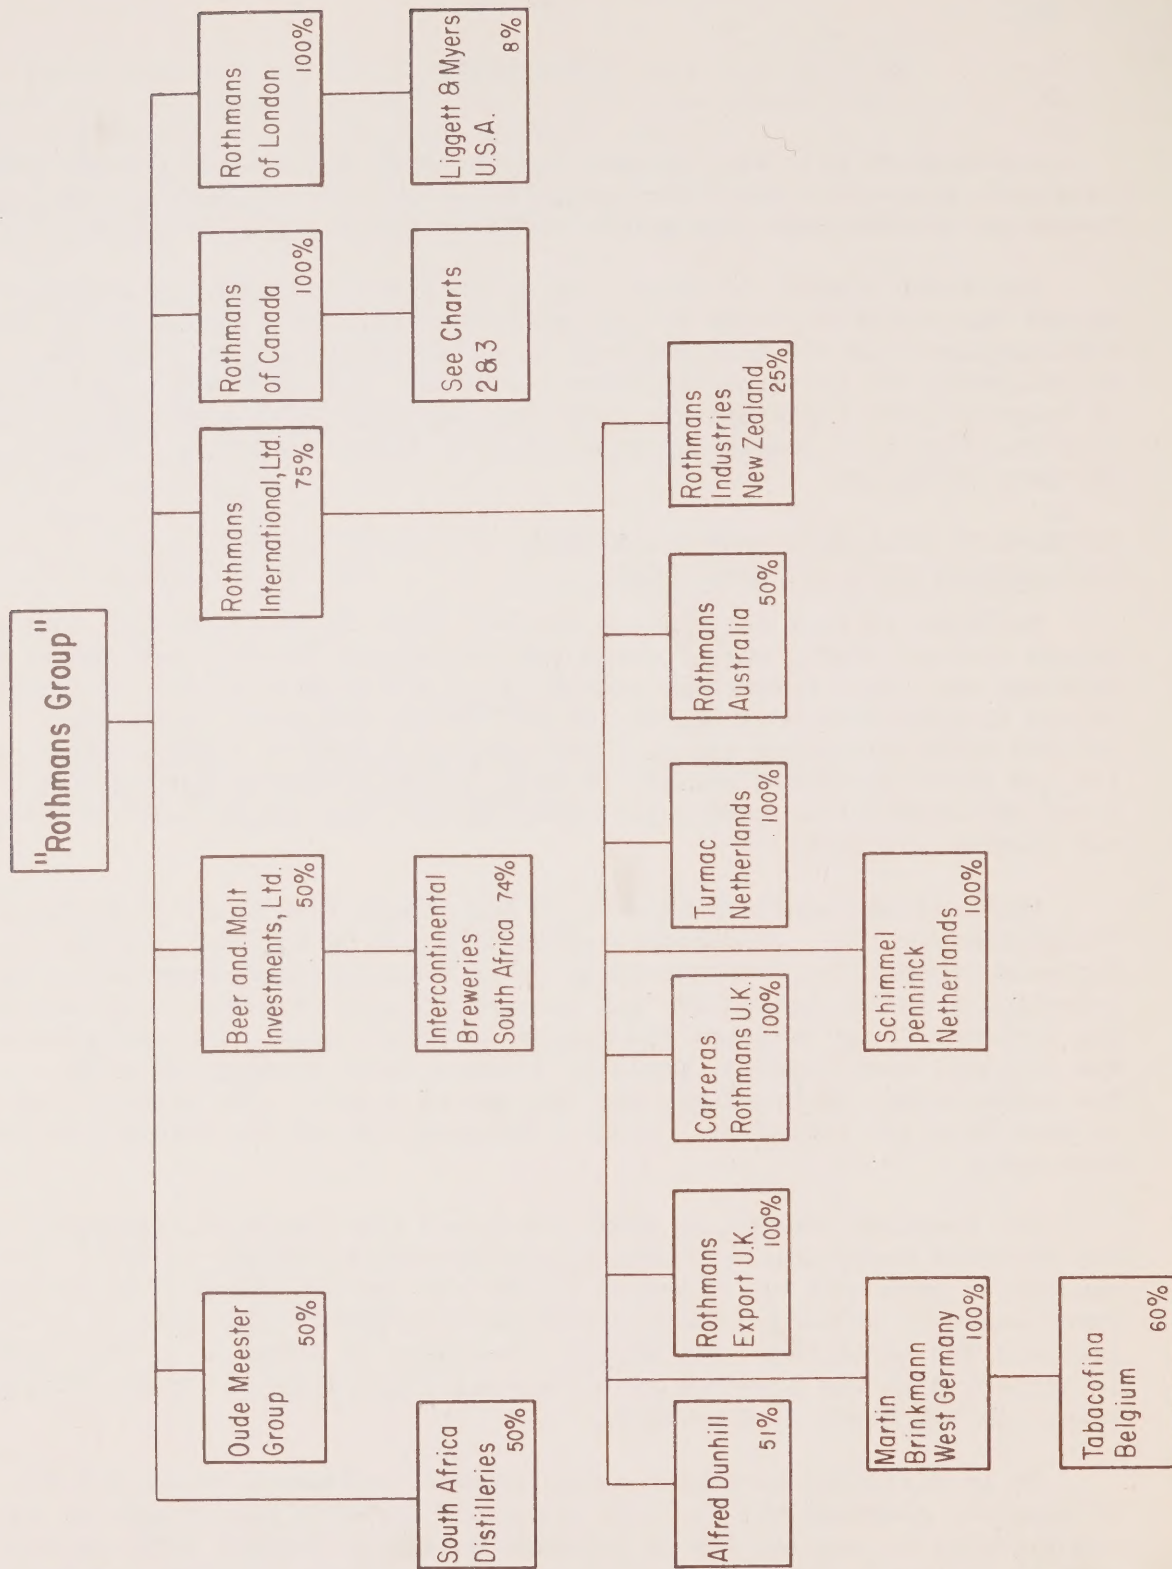 "Rothmans Group"
South Africa
Distilleries
50%
Oude Meester
Group
50%
Beer and Malt
Investments, Ltd.
50%
Intercontinental
Breweries
South Africa 74%
Rothmans
International, Ltd.
75%
Rothmans
of Canada
100%
See Charts
2 & 3
Rothmans
of London
100%
Liggett & Myers
U.S.A.
8%
Alfred Dunhill
51%
Martin
Brinkmann
West Germany
100%
Tabacofina
Belgium
60%
Rothmans
Export U.K.
100%
Carreras
Rothmans U.K.
100%
Schimmel
penninck
Netherlands
100%
Turmac
Netherlands
100%
Rothmans
Australia
50%
Rothmans
Industries
New Zealand
25%